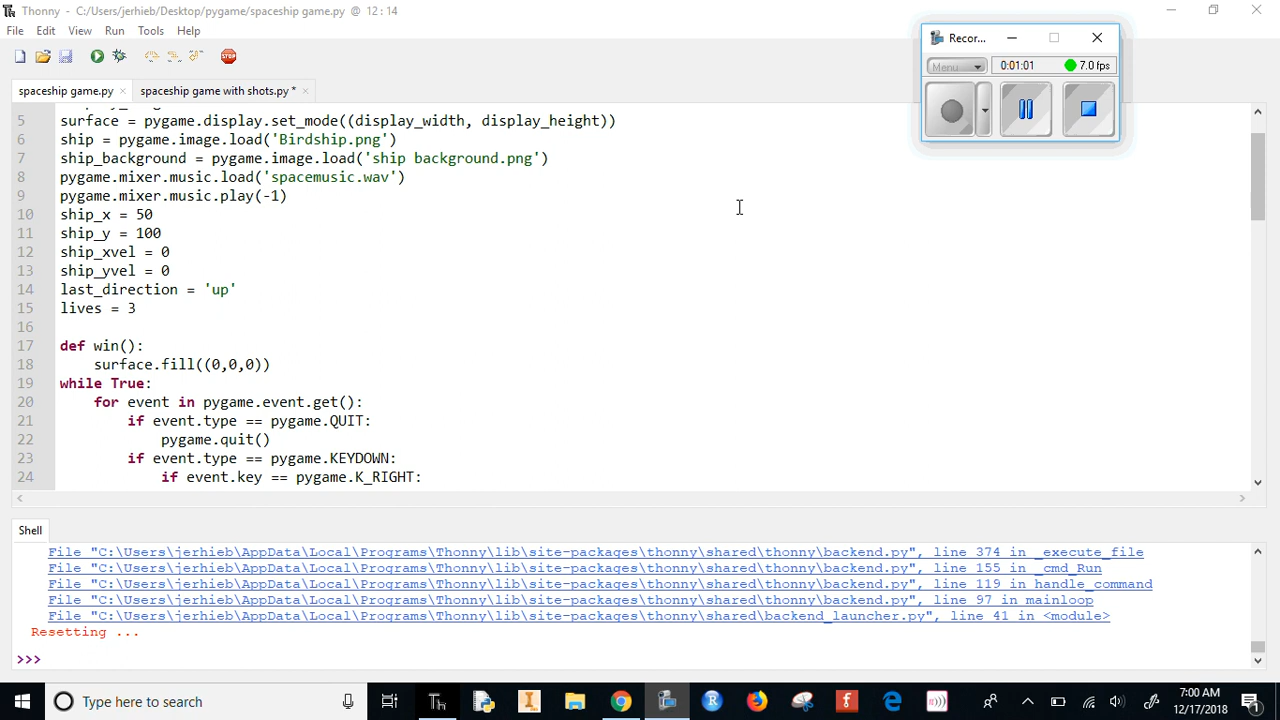 Thonny - C:/Users/jerhieb/Desktop/pygame/spaceship game.py @ 12 : 14
File Edit View Run Tools Help
Recor...
Menu 0:01:01 7.0 fps
spaceship game.py spaceship game with shots.py *
5 surface = pygame.display.set_mode((display_width, display_height))
6 ship = pygame.image.load('Birdship.png')
7 ship_background = pygame.image.load('ship background.png')
8 pygame.mixer.music.load('spacemusic.wav')
9 pygame.mixer.music.play(-1)
10 ship_x = 50
11 ship_y = 100
12 ship_xvel = 0
13 ship_yvel = 0
14 last_direction = 'up'
15 lives = 3
16
17 def win():
18 surface.fill((0,0,0))
19 while True:
20 for event in pygame.event.get():
21 if event.type == pygame.QUIT:
22 pygame.quit()
23 if event.type == pygame.KEYDOWN:
24 if event.key == pygame.K_RIGHT:
Shell
File "C:\Users\jerhieb\AppData\Local\Programs\Thonny\lib\site-packages\thonny\shared\thonny\backend.py", line 374 in _execute_file
File "C:\Users\jerhieb\AppData\Local\Programs\Thonny\lib\site-packages\thonny\shared\thonny\backend.py", line 155 in _cmd_Run
File "C:\Users\jerhieb\AppData\Local\Programs\Thonny\lib\site-packages\thonny\shared\thonny\backend.py", line 119 in handle_command
File "C:\Users\jerhieb\AppData\Local\Programs\Thonny\lib\site-packages\thonny\shared\thonny\backend.py", line 97 in mainloop
File "C:\Users\jerhieb\AppData\Local\Programs\Thonny\lib\site-packages\thonny\shared\backend_launcher.py", line 41 in <module>
Resetting ...
>>>
Type here to search
7:00 AM
12/17/2018